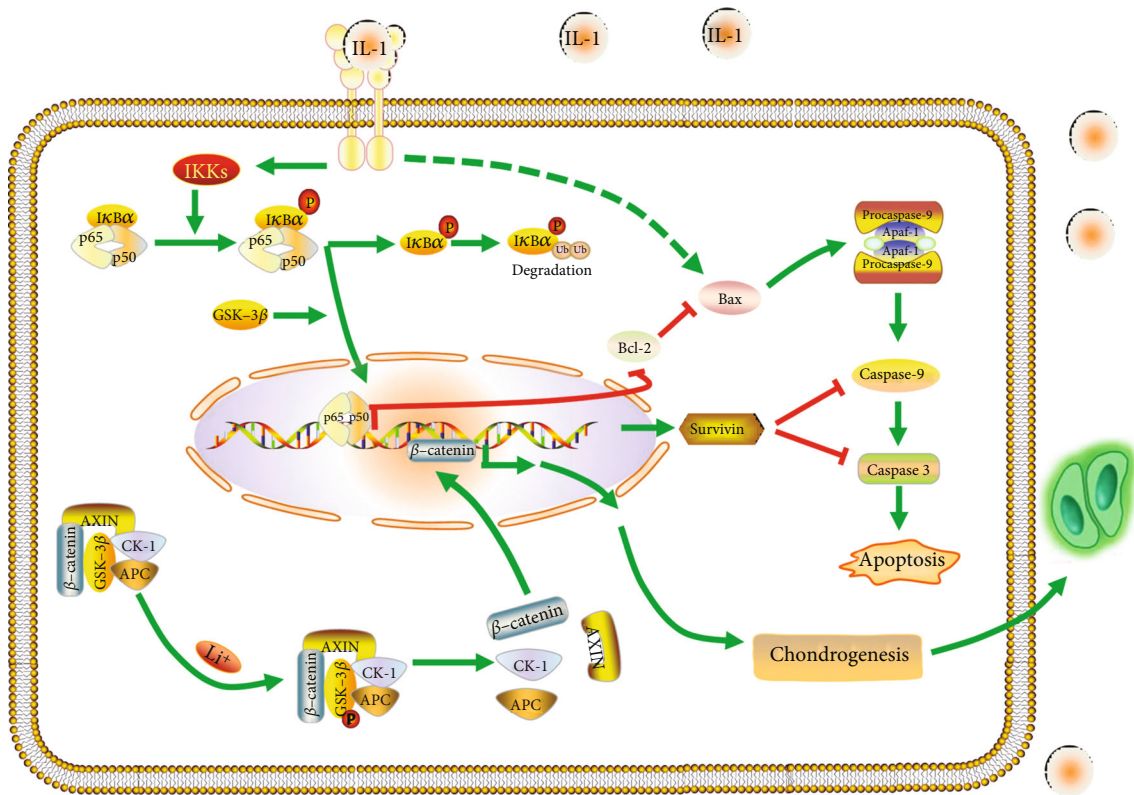 IL-1
IL-1
IL-1
IKKs
IκBα
p65
p50
IκBα
P
p65
p50
IκBα
P
IκBα
P
Ub Ub
Degradation
Procaspase-9
Apaf-1
Apaf-1
Procaspase-9
GSK–3β
Bax
Bcl-2
Caspase-9
p65 p50
Survivin
β–catenin
Caspase 3
AXIN
β–catenin
GSK–3β
CK-1
APC
Apoptosis
Li⁺
AXIN
β–catenin
GSK–3β
CK-1
APC
P
β–catenin
AXIN
CK-1
APC
Chondrogenesis